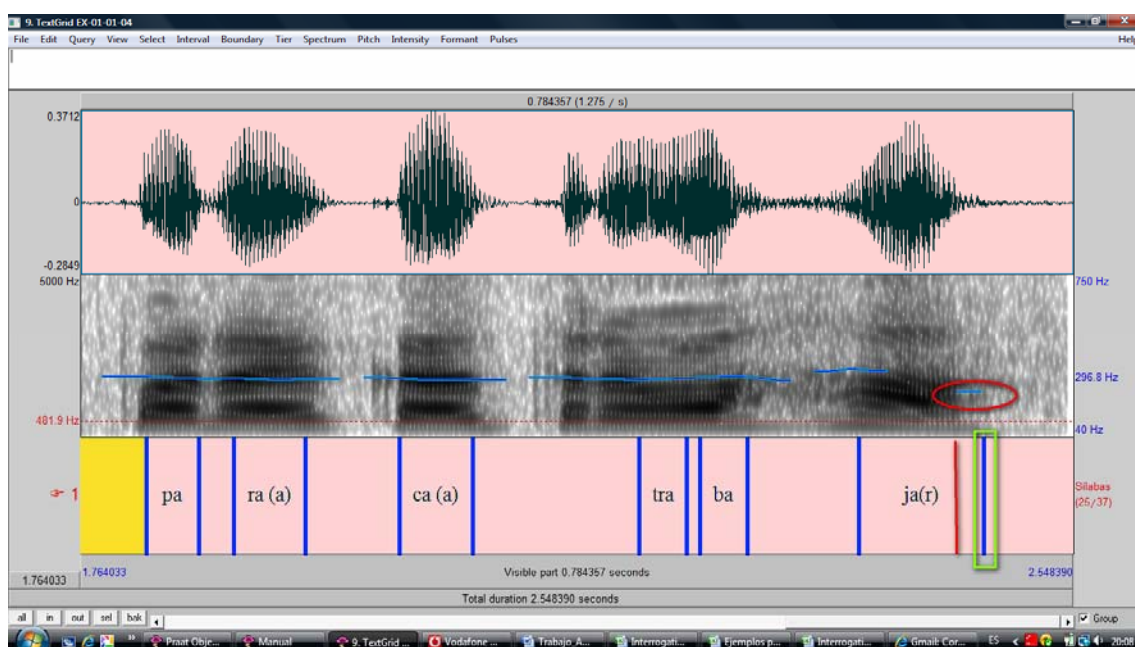 9. TextGrid EX-01-01-04
File Edit Query View Select Interval Boundary Tier Spectrum Pitch Intensity Formant Pulses Help
0.784357 (1.275 / s)
0.3712
0
-0.2849
5000 Hz 750 Hz
296.8 Hz
481.9 Hz
40 Hz
1 pa ra (a) ca (a) tra ba ja(r) Sílabas
(25/37)
1.764033 1.764033 Visible part 0.784357 seconds 2.548390
Total duration 2.548390 seconds
all in out sel bak Group
Praat Obje... Manual 9. TextGrid ... Vodafone ... Trabajo_A... Interrogati... Ejemplos p... Interrogati... Gmail: Cor... ES 20:08